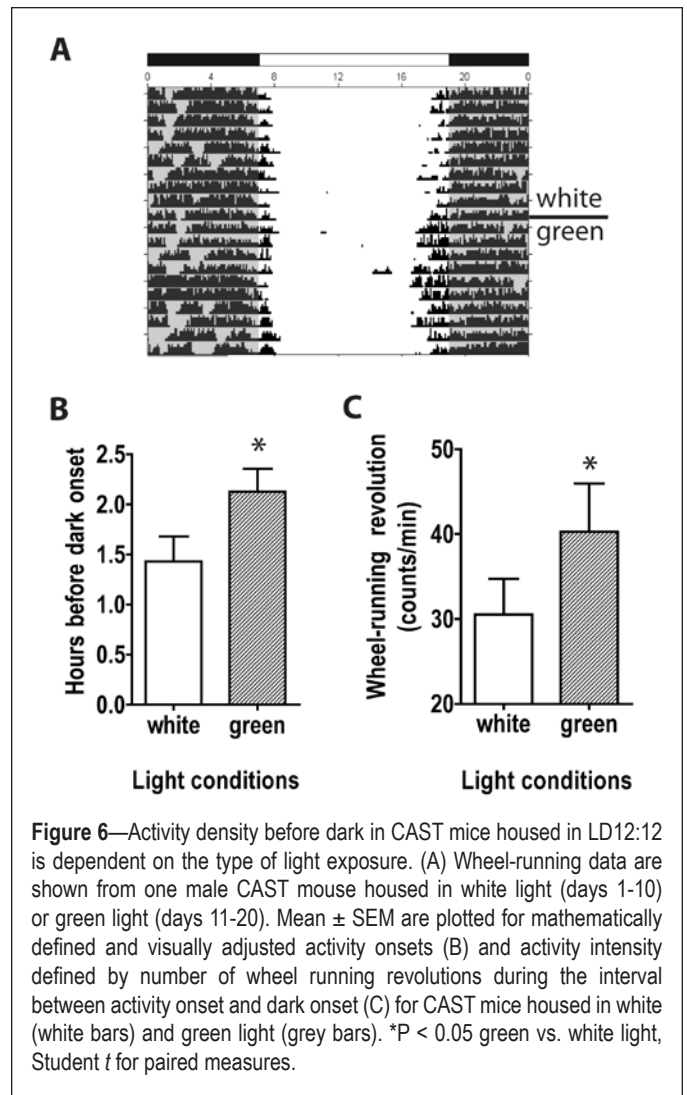 A
0 4 8 12 16 20 0
white
green
B
C
Hours before dark onset
2.5
2.0
1.5
1.0
0.5
0.0
*
white green
Light conditions
Wheel-running revolution
(counts/min)
50
40
30
20
*
white green
Light conditions
Figure 6—Activity density before dark in CAST mice housed in LD12:12
is dependent on the type of light exposure. (A) Wheel-running data are
shown from one male CAST mouse housed in white light (days 1-10)
or green light (days 11-20). Mean ± SEM are plotted for mathematically
defined and visually adjusted activity onsets (B) and activity intensity
defined by number of wheel running revolutions during the interval
between activity onset and dark onset (C) for CAST mice housed in white
(white bars) and green light (grey bars). *P < 0.05 green vs. white light,
Student t for paired measures.